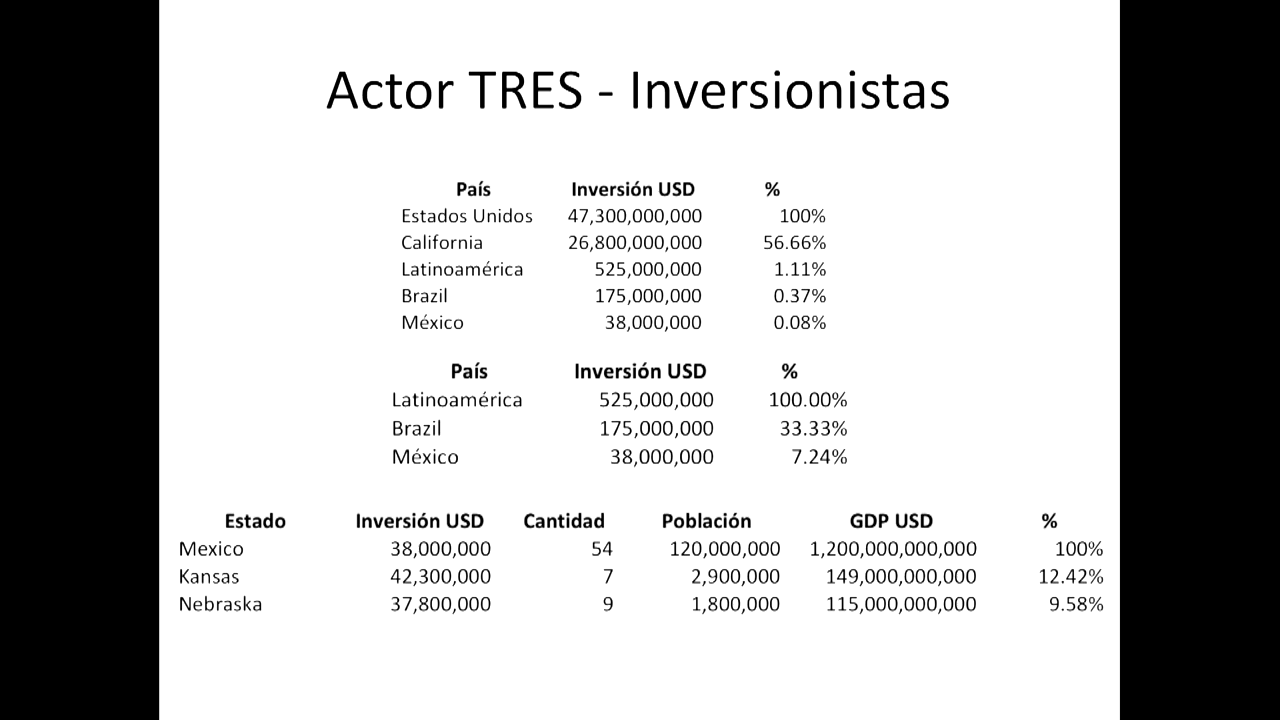 Actor TRES - Inversionistas
País Inversión USD %
Estados Unidos 47,300,000,000 100%
California 26,800,000,000 56.66%
Latinoamérica 525,000,000 1.11%
Brazil 175,000,000 0.37%
México 38,000,000 0.08%
País Inversión USD %
Latinoamérica 525,000,000 100.00%
Brazil 175,000,000 33.33%
México 38,000,000 7.24%
Estado Inversión USD Cantidad Población GDP USD %
Mexico 38,000,000 54 120,000,000 1,200,000,000,000 100%
Kansas 42,300,000 7 2,900,000 149,000,000,000 12.42%
Nebraska 37,800,000 9 1,800,000 115,000,000,000 9.58%